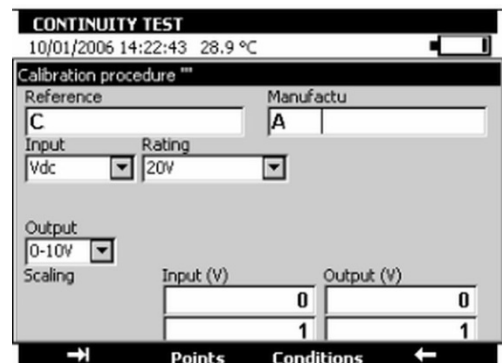 CONTINUITY TEST
10/01/2006 14:22:43 28.9 °C
Calibration procedure ""
Reference Manufactu
C A
Input Rating
Vdc 20V
Output
0-10V
Scaling Input (V) Output (V)
0 0
1 1
Points Conditions